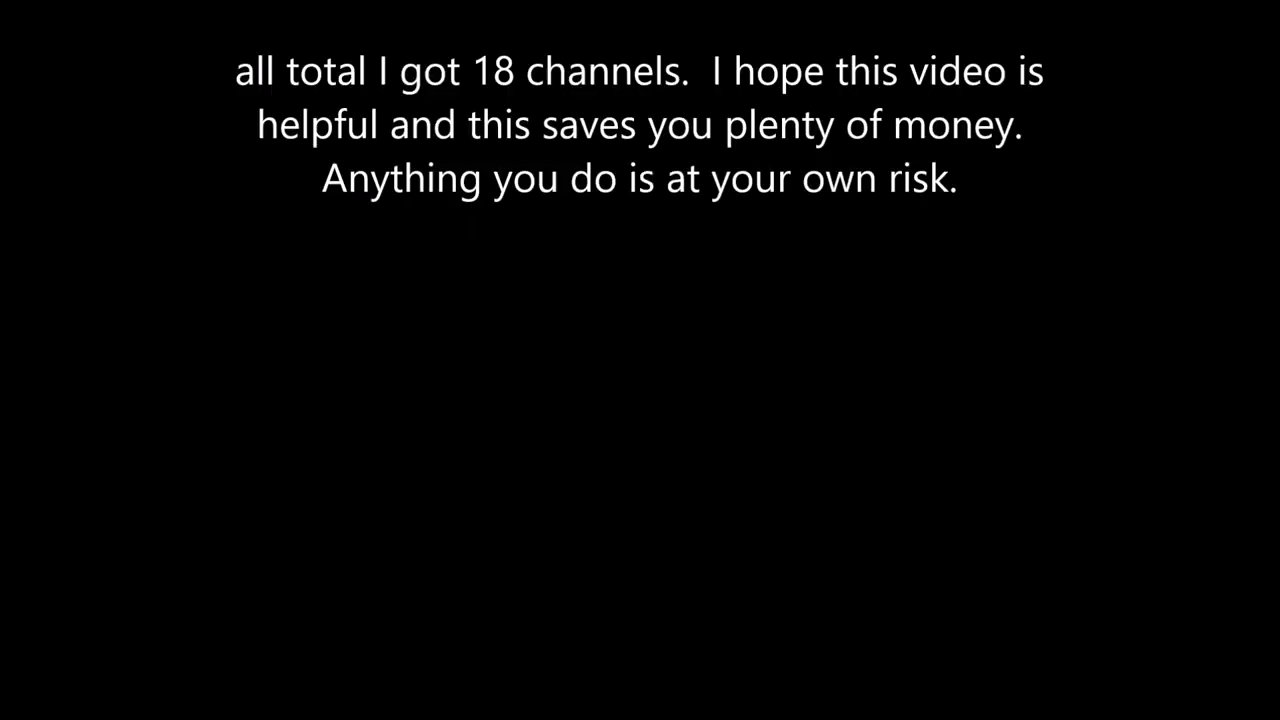 all total I got 18 channels.  I hope this video is
helpful and this saves you plenty of money.
Anything you do is at your own risk.